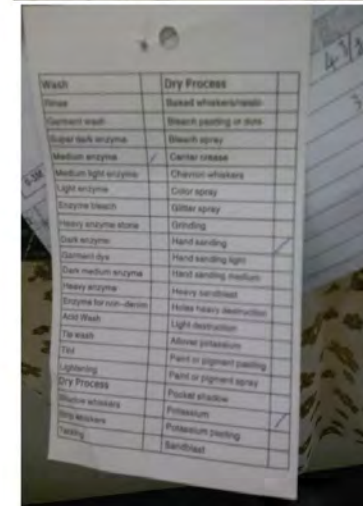 Wash
Rinse
Garment wash
Super dark enzyme
Medium enzyme
Medium light enzyme
Light enzyme
Enzyme bleach
Heavy enzyme stone
Dark enzyme
Garment dye
Dark medium enzyme
Heavy enzyme
Enzyme for non-denim
Acid Wash
Tie wash
Tint
Lightening
Dry Process
Shadow whiskers
Strip whiskers
Tacking
Dry Process
Baked whiskers/resin
Bleach pasting or dots
Bleach spray
Center crease
Chevron whiskers
Color spray
Glitter spray
Grinding
Hand sanding
Hand sanding light
Hand sanding medium
Heavy sandblast
Holes heavy destruction
Light destruction
Allover potassium
Paint or pigment pasting
Paint or pigment spray
Pocket shadow
Potassium
Potassium pasting
Sandblast